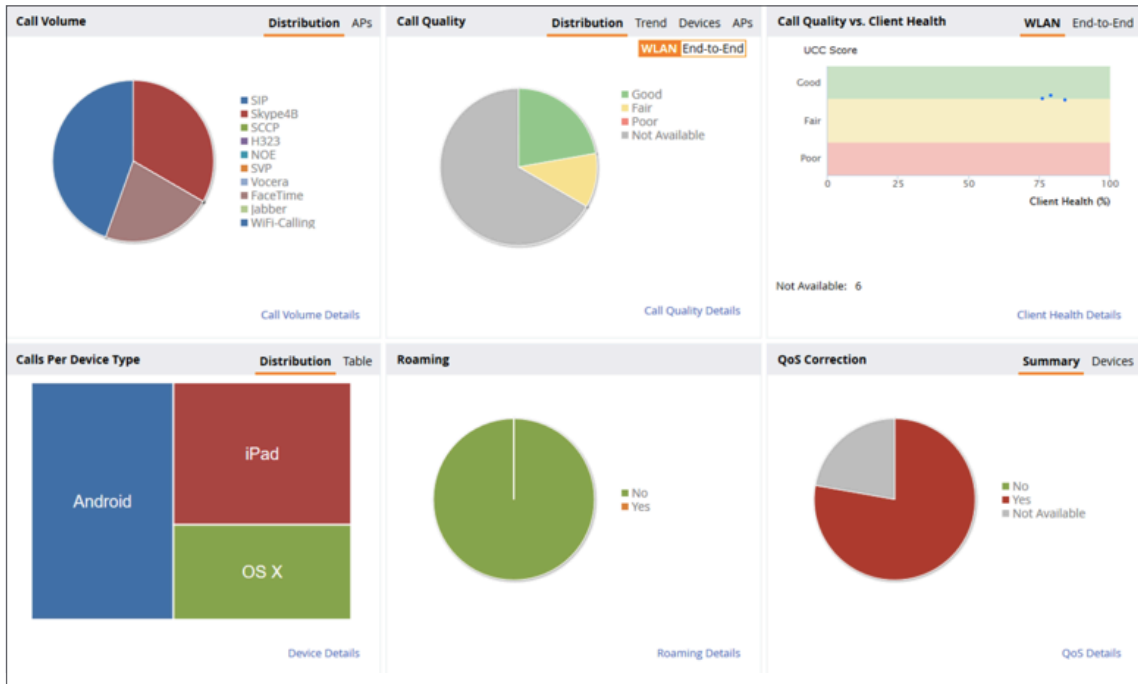 Call Volume
Distribution APs
SIP
Skype4B
SCCP
H323
NOE
SVP
Vocera
FaceTime
Jabber
WiFi-Calling
Call Volume Details
Call Quality
Distribution Trend Devices APs
WLAN End-to-End
Good
Fair
Poor
Not Available
Call Quality Details
Call Quality vs. Client Health
WLAN End-to-End
UCC Score
Good
Fair
Poor
0 25 50 75 100
Client Health (%)
Not Available: 6
Client Health Details
Calls Per Device Type
Distribution Table
Android
iPad
OS X
Device Details
Roaming
No
Yes
Roaming Details
QoS Correction
Summary Devices
No
Yes
Not Available
QoS Details